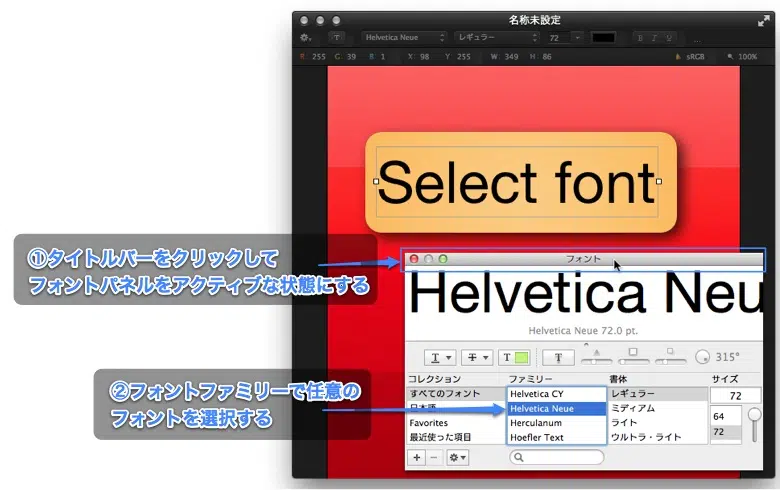 名称未設定
T Helvetica Neue レギュラー 72 B I U ...
R: 255 G: 39 B: 1 X: 98 Y: 255 W: 349 H: 86 sRGB 100%
Select font
①タイトルバーをクリックして
フォントパネルをアクティブな状態にする
フォント
Helvetica Neu
Helvetica Neue 72.0 pt.
T T T T 315°
コレクション ファミリー 書体 サイズ
すべてのフォント Helvetica CY レギュラー 72
日本語 Helvetica Neue ミディアム 64
Favorites Herculanum ライト 72
最近使った項目 Hoefler Text ウルトラ・ライト
②フォントファミリーで任意の
フォントを選択する